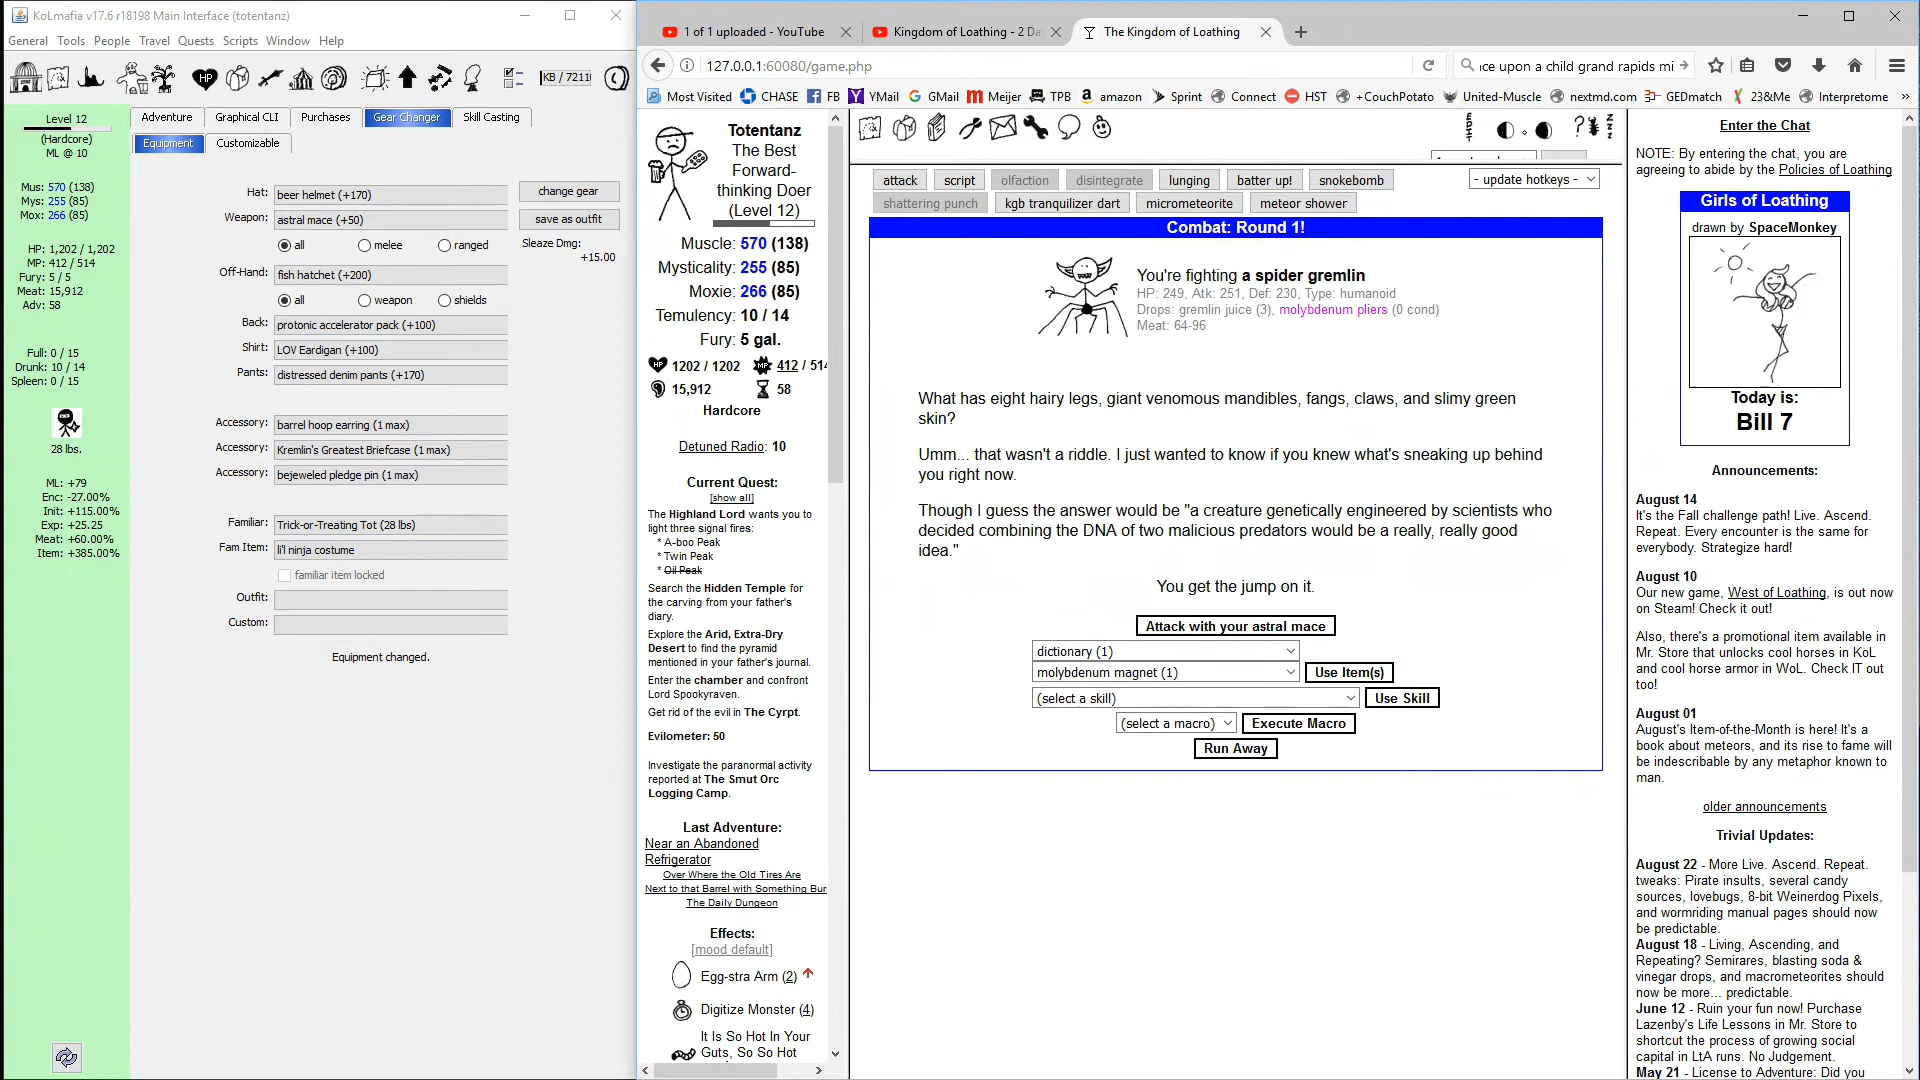 KoLmafia v17.6 r18198 Main Interface (totentanz)
General Tools People Travel Quests Scripts Window Help
HP
KB / 7211
Level 12
(Hardcore)
ML @ 10
Mus: 570 (138)
Mys: 255 (85)
Mox: 266 (85)
HP: 1,202 / 1,202
MP: 412 / 514
Fury: 5 / 5
Meat: 15,912
Adv: 58
Full: 0 / 15
Drunk: 10 / 14
Spleen: 0 / 15
28 lbs.
ML: +79
Enc: -27.00%
Init: +115.00%
Exp: +25.25
Meat: +60.00%
Item: +385.00%
Adventure Graphical CLI Purchases Gear Changer Skill Casting
Equipment Customizable
Hat: beer helmet (+170) change gear
Weapon: astral mace (+50) save as outfit
all melee ranged
Sleaze Dmg:
+15.00
Off-Hand: fish hatchet (+200)
all weapon shields
Back: protonic accelerator pack (+100)
Shirt: LOV Eardigan (+100)
Pants: distressed denim pants (+170)
Accessory: barrel hoop earring (1 max)
Accessory: Kremlin's Greatest Briefcase (1 max)
Accessory: bejeweled pledge pin (1 max)
Familiar: Trick-or-Treating Tot (28 lbs)
Fam Item: li'l ninja costume
familiar item locked
Outfit:
Custom:
Equipment changed.
1 of 1 uploaded - YouTube Kingdom of Loathing - 2 Da The Kingdom of Loathing
127.0.0.1:60080/game.php
ce upon a child grand rapids mi
Most Visited CHASE FB YMail GMail Meijer TPB amazon Sprint Connect HST +CouchPotato United-Muscle nextmd.com GEDmatch 23&Me Interpretome
Totentanz
The Best
Forward-
thinking Doer
(Level 12)
Muscle: 570 (138)
Mysticality: 255 (85)
Moxie: 266 (85)
Temulency: 10 / 14
Fury: 5 gal.
HP 1202 / 1202 MP 412 / 514
15,912 58
Hardcore
Detuned Radio: 10
Current Quest:
[show all]
The Highland Lord wants you to
light three signal fires:
* A-boo Peak
* Twin Peak
* Oil Peak
Search the Hidden Temple for
the carving from your father's
diary.
Explore the Arid, Extra-Dry
Desert to find the pyramid
mentioned in your father's journal.
Enter the chamber and confront
Lord Spookyraven.
Get rid of the evil in The Cyrpt.
Evilometer: 50
Investigate the paranormal activity
reported at The Smut Orc
Logging Camp.
Last Adventure:
Near an Abandoned
Refrigerator
Over Where the Old Tires Are
Next to that Barrel with Something Bur
The Daily Dungeon
Effects:
[mood default]
Egg-stra Arm (2)
Digitize Monster (4)
It Is So Hot In Your
Guts, So So Hot
EDIT
attack script olfaction disintegrate lunging batter up! snokebomb - update hotkeys -
shattering punch kgb tranquilizer dart micrometeorite meteor shower
Combat: Round 1!
You're fighting a spider gremlin
HP: 249, Atk: 251, Def: 230, Type: humanoid
Drops: gremlin juice (3), molybdenum pliers (0 cond)
Meat: 64-96
What has eight hairy legs, giant venomous mandibles, fangs, claws, and slimy green
skin?
Umm... that wasn't a riddle. I just wanted to know if you knew what's sneaking up behind
you right now.
Though I guess the answer would be "a creature genetically engineered by scientists who
decided combining the DNA of two malicious predators would be a really, really good
idea."
You get the jump on it.
Attack with your astral mace
dictionary (1)
molybdenum magnet (1) Use Item(s)
(select a skill) Use Skill
(select a macro) Execute Macro
Run Away
Enter the Chat
NOTE: By entering the chat, you are
agreeing to abide by the Policies of Loathing
Girls of Loathing
drawn by SpaceMonkey
Today is:
Bill 7
Announcements:
August 14
It's the Fall challenge path! Live. Ascend.
Repeat. Every encounter is the same for
everybody. Strategize hard!
August 10
Our new game, West of Loathing, is out now
on Steam! Check it out!
Also, there's a promotional item available in
Mr. Store that unlocks cool horses in KoL
and cool horse armor in WoL. Check IT out
too!
August 01
August's Item-of-the-Month is here! It's a
book about meteors, and its rise to fame will
be indescribable by any metaphor known to
man.
older announcements
Trivial Updates:
August 22 - More Live. Ascend. Repeat.
tweaks: Pirate insults, several candy
sources, lovebugs, 8-bit Weinerdog Pixels,
and wormriding manual pages should now
be predictable.
August 18 - Living, Ascending, and
Repeating? Semirares, blasting soda &
vinegar drops, and macrometeorites should
now be more... predictable.
June 12 - Ruin your fun now! Purchase
Lazenby's Life Lessons in Mr. Store to
shortcut the process of growing social
capital in LtA runs. No Judgement.
May 21 - License to Adventure: Did you